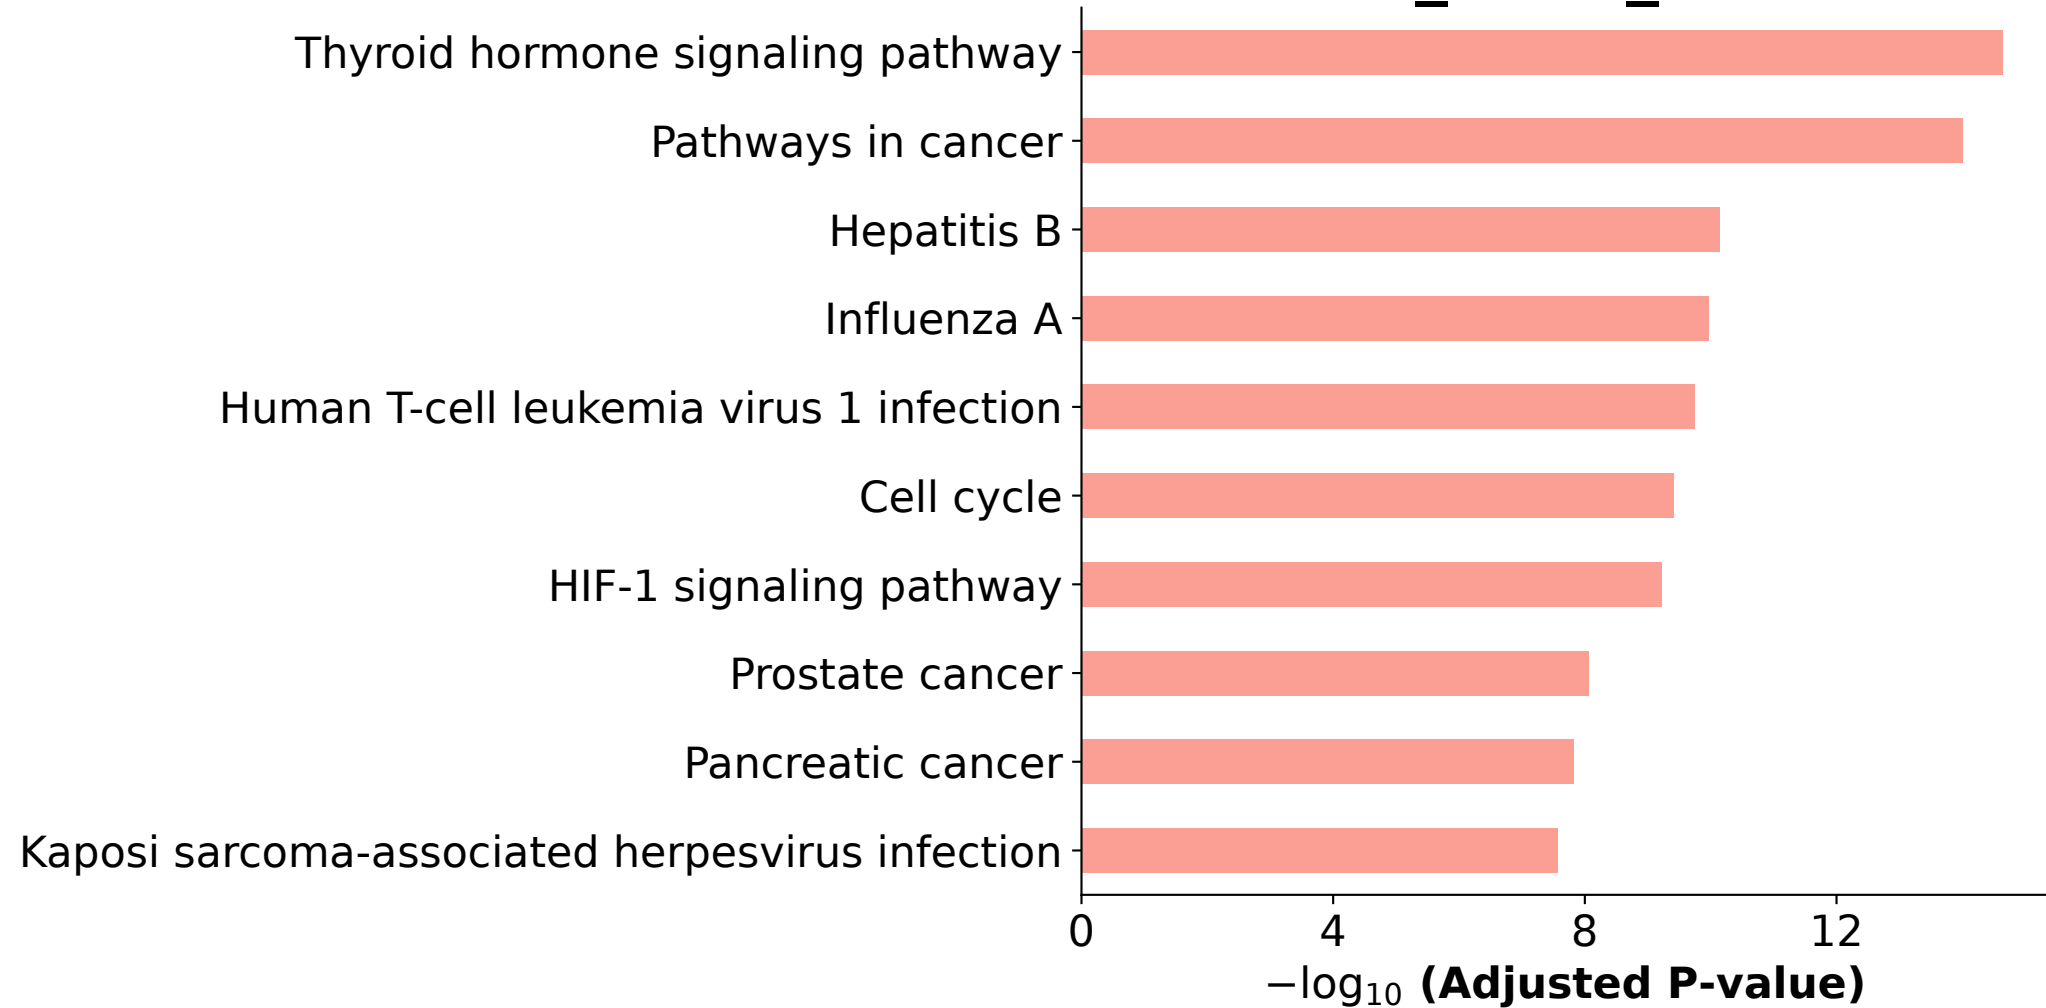 Thyroid hormone signaling pathway
Pathways in cancer
Hepatitis B
Influenza A
Human T-cell leukemia virus 1 infection
Cell cycle
HIF-1 signaling pathway
Prostate cancer
Pancreatic cancer
Kaposi sarcoma-associated herpesvirus infection
0 4 8 12
−log₁₀ (Adjusted P-value)